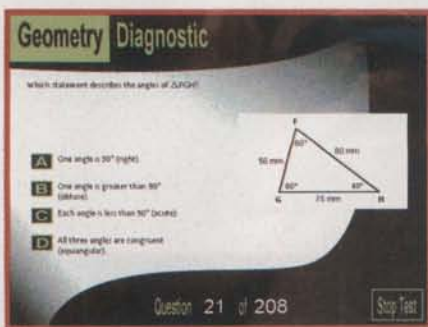 Geometry Diagnostic
Which statement describes the angles of △FGH?
F
60°
50 mm
80 mm
60°
40°
G
75 mm
H
A One angle is 90° (right).
B One angle is greater than 90°
(obtuse).
C Each angle is less than 90° (acute).
D All three angles are congruent
(equiangular).
Question 21 of 208
Stop Test